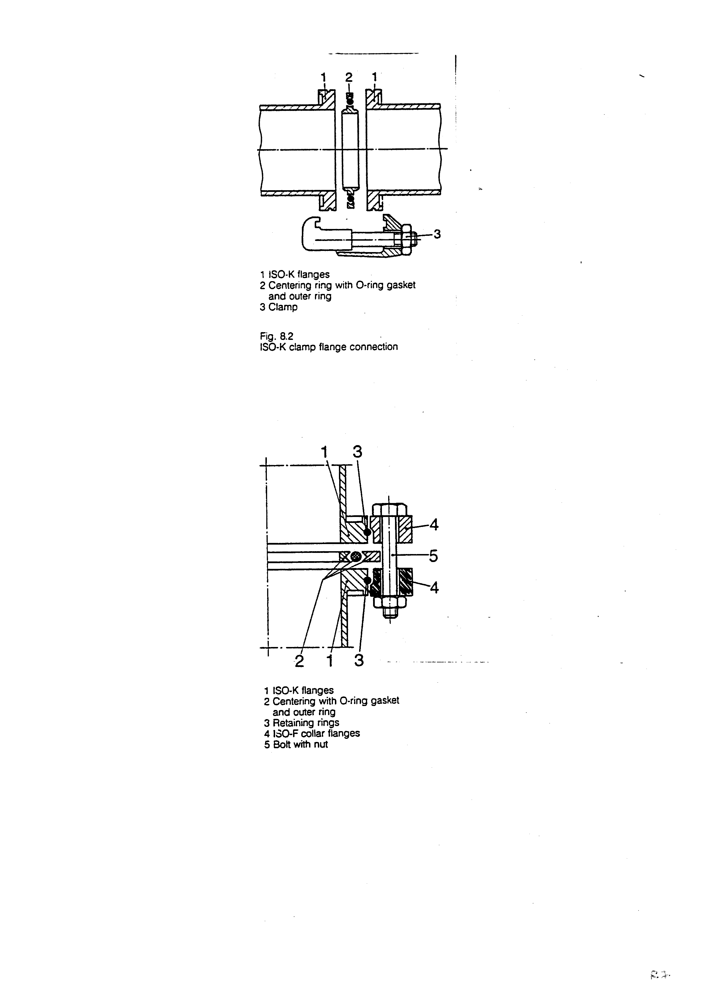 1 2 1
3
1 ISO-K flanges
2 Centering ring with O-ring gasket
and outer ring
3 Clamp
Fig. 8.2
ISO-K clamp flange connection
1 3
4
5
4
2 1 3
1 ISO-K flanges
2 Centering with O-ring gasket
and outer ring
3 Retaining rings
4 ISO-F collar flanges
5 Bolt with nut